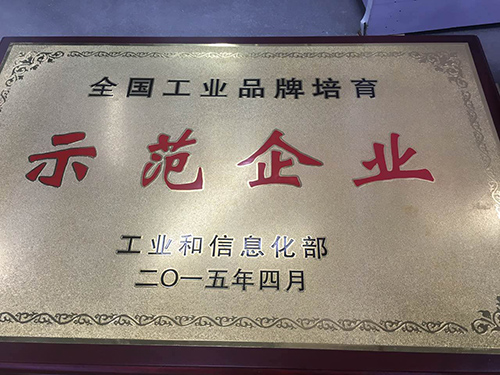 全国工业品牌培育
示范企业
工业和信息化部
二〇一五年四月